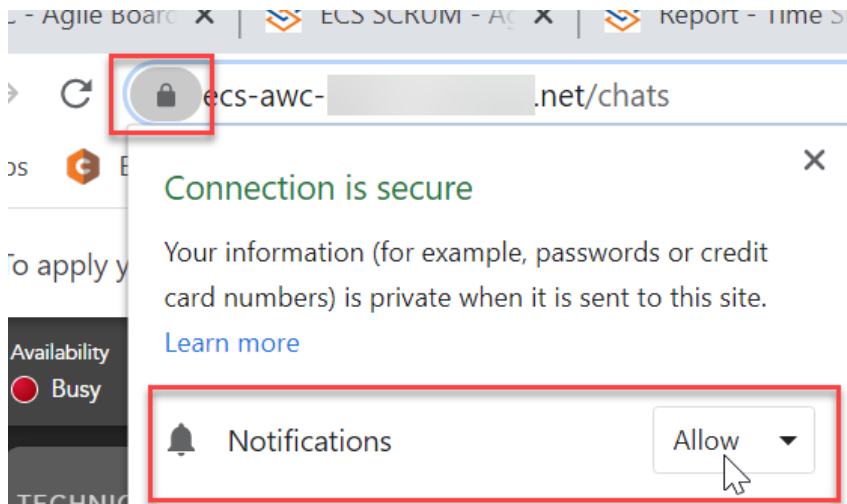 - Agile Board
ECS SCRUM - Ag
Report - Time S
ecs-awc-
.net/chats
os
E
Connection is secure
To apply y
Your information (for example, passwords or credit
card numbers) is private when it is sent to this site.
Learn more
Availability
Busy
Notifications
Allow
TECHNIC